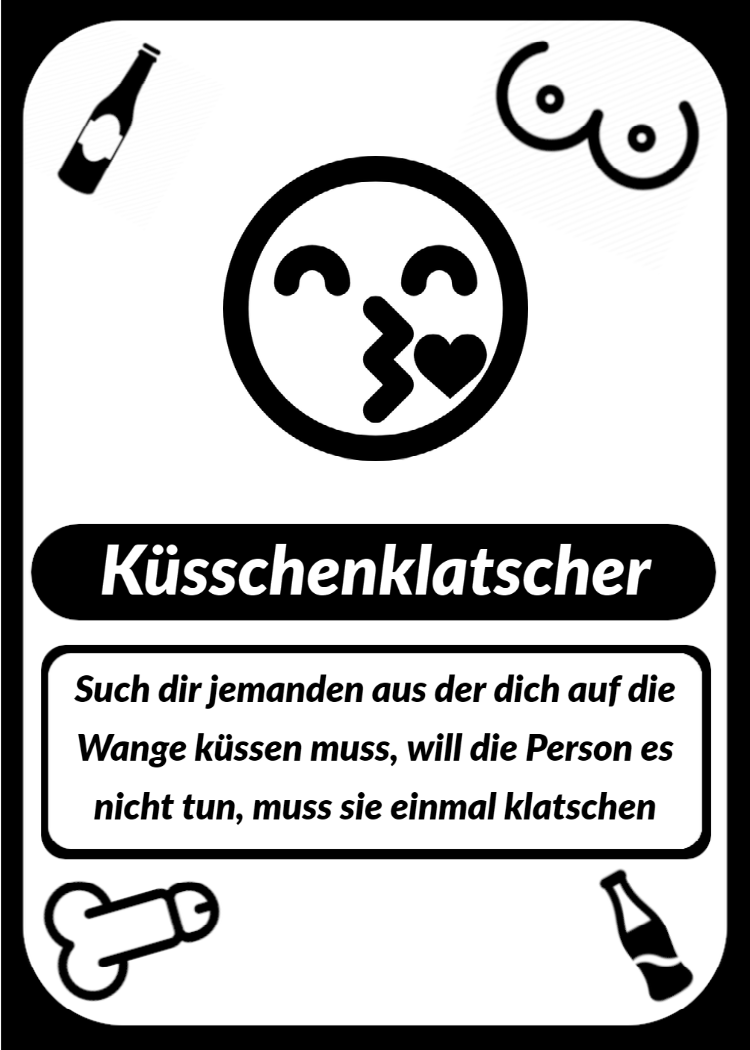 Küsschenklatscher
Such dir jemanden aus der dich auf die
Wange küssen muss, will die Person es
nicht tun, muss sie einmal klatschen